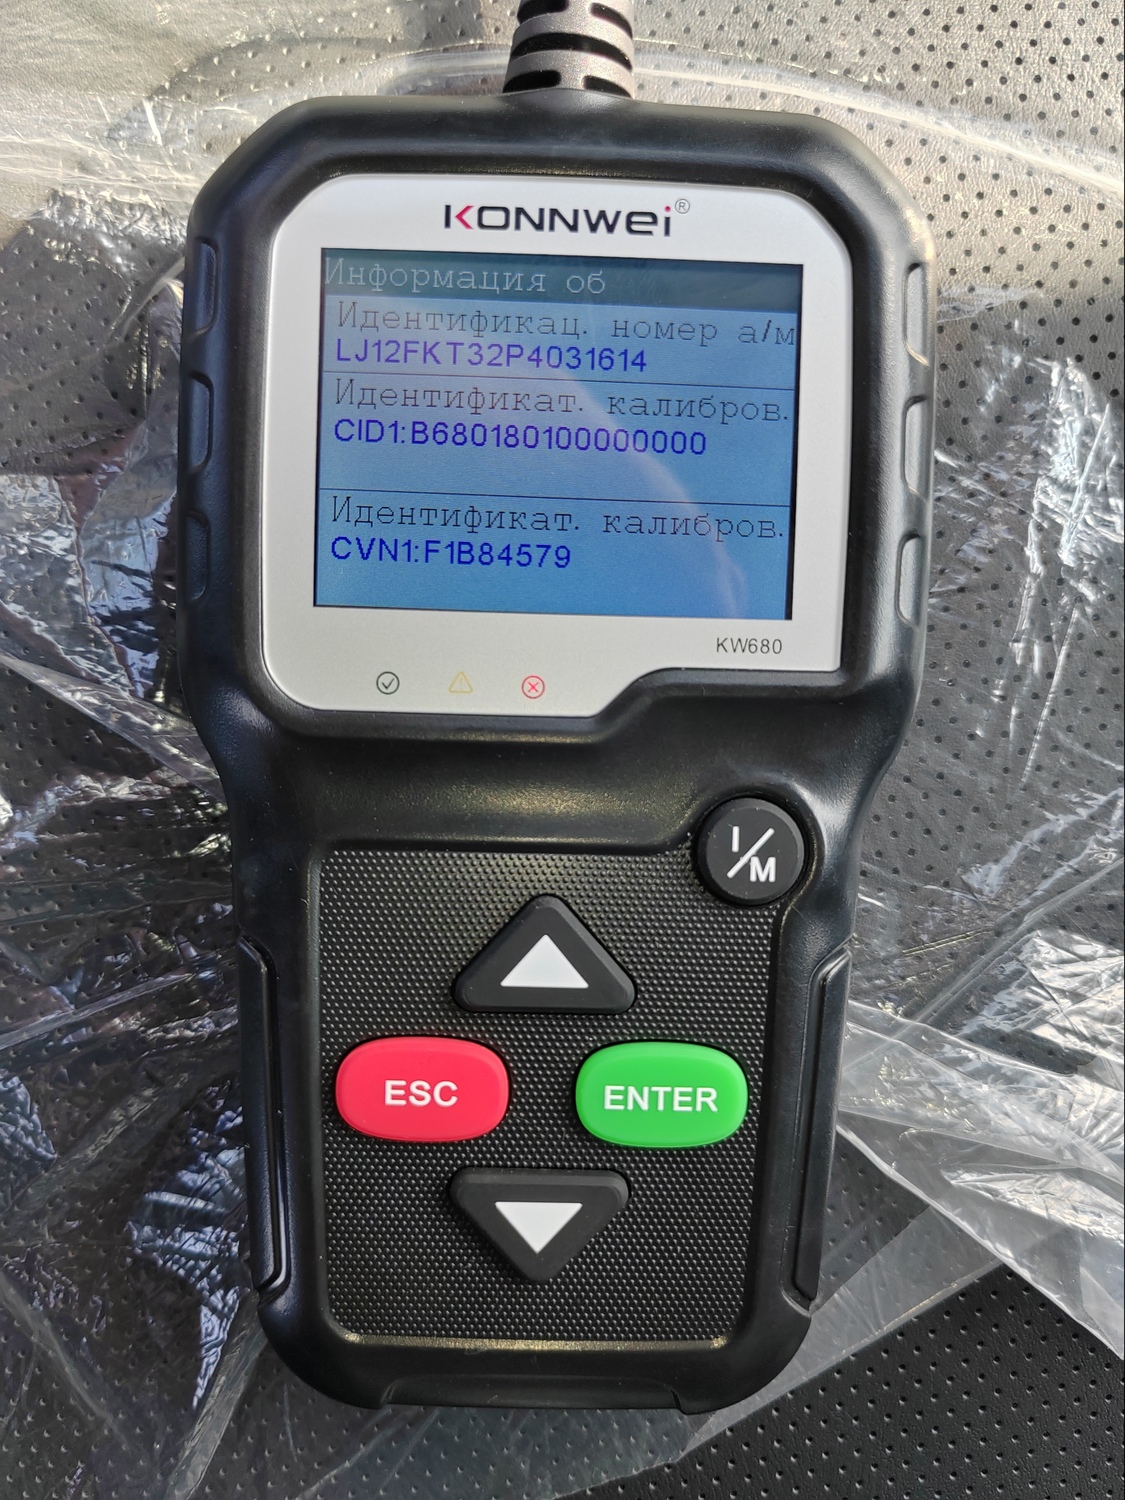 KONNWEI®
Информация об
Идентификац. номер а/м
LJ12FKT32P4031614
Идентификат. калибров.
CID1:B680180100000000
Идентификат. калибров.
CVN1:F1B84579
KW680
I/M
ESC
ENTER